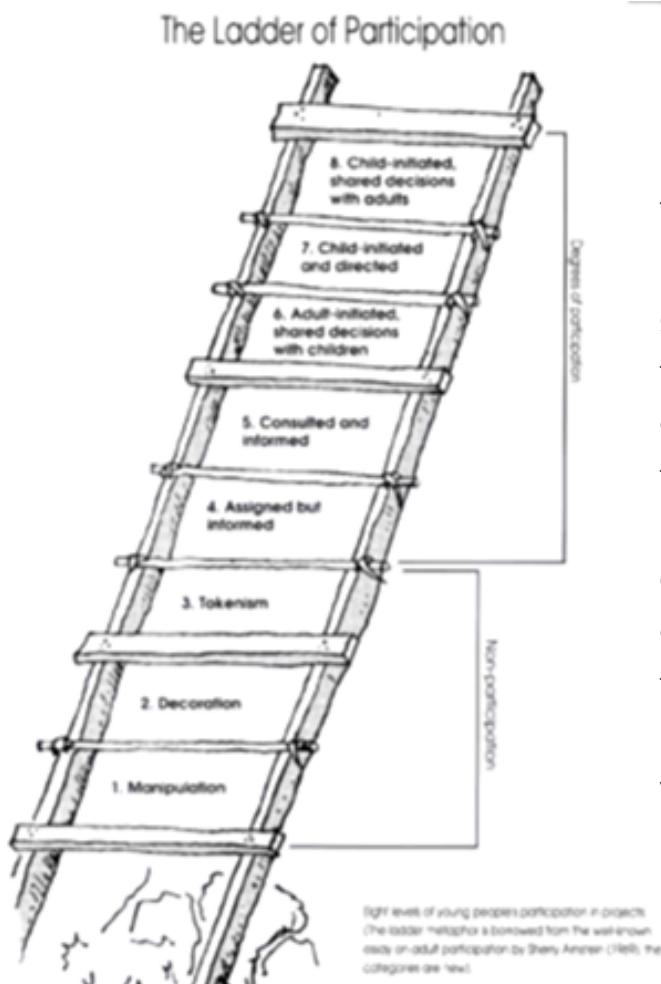 The Ladder of Participation
8. Child-initiated,
shared decisions
with adults
7. Child-initiated
and directed
6. Adult-initiated,
shared decisions
with children
5. Consulted and
informed
4. Assigned but
informed
3. Tokenism
2. Decoration
1. Manipulation
Degrees of participation
Non-participation
Eight levels of young people's participation in projects.
(The ladder metaphor is borrowed from the well-known
essay on adult participation by Sherry Arnstein (1969); the
categories are new).